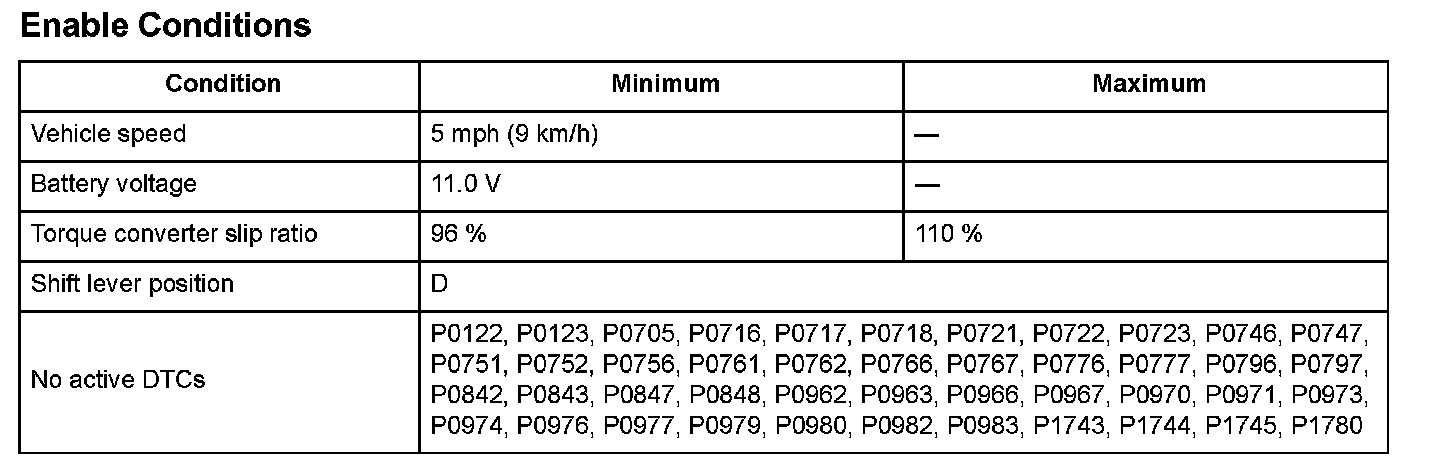 Enable Conditions
Condition Minimum Maximum
Vehicle speed 5 mph (9 km/h) —
Battery voltage 11.0 V —
Torque converter slip ratio 96 % 110 %
Shift lever position D
No active DTCs
P0122, P0123, P0705, P0716, P0717, P0718, P0721, P0722, P0723, P0746, P0747,
P0751, P0752, P0756, P0761, P0762, P0766, P0767, P0776, P0777, P0796, P0797,
P0842, P0843, P0847, P0848, P0962, P0963, P0966, P0967, P0970, P0971, P0973,
P0974, P0976, P0977, P0979, P0980, P0982, P0983, P1743, P1744, P1745, P1780